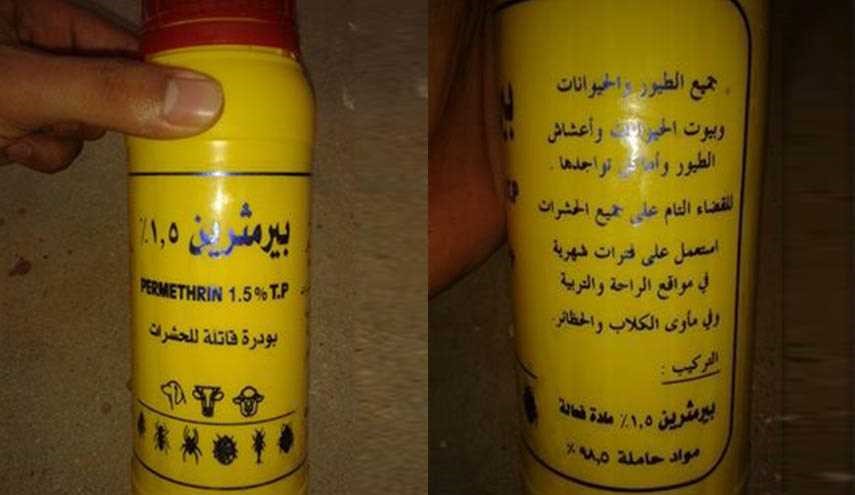 بيرمثرين ١,٥٪
PERMETHRIN 1.5% T.P
بودرة قاتلة للحشرات
جميع الطيور والحيوانات
وبيوت الحيوانات وأعشاش
الطيور وأماكن تواجدها .
للقضاء التام على جميع الحشرات
استعمل على فترات شهرية
في مواقع الراحة والتربية
وفي مأوى الكلاب والحظائر.
التركيب :
بيرمثرين ١,٥٪ مادة فعالة
مواد حاملة ٩٨,٥٪